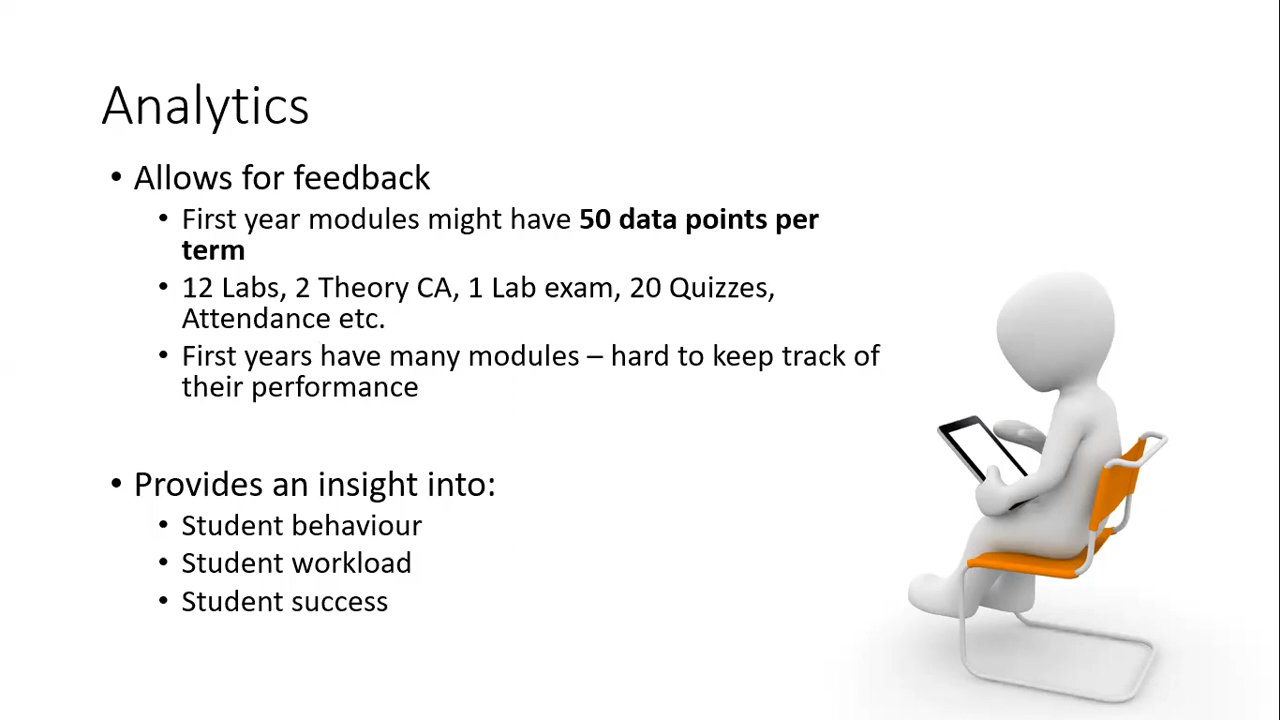 Analytics
• Allows for feedback
• First year modules might have 50 data points per
term
• 12 Labs, 2 Theory CA, 1 Lab exam, 20 Quizzes,
Attendance etc.
• First years have many modules – hard to keep track of
their performance
• Provides an insight into:
• Student behaviour
• Student workload
• Student success